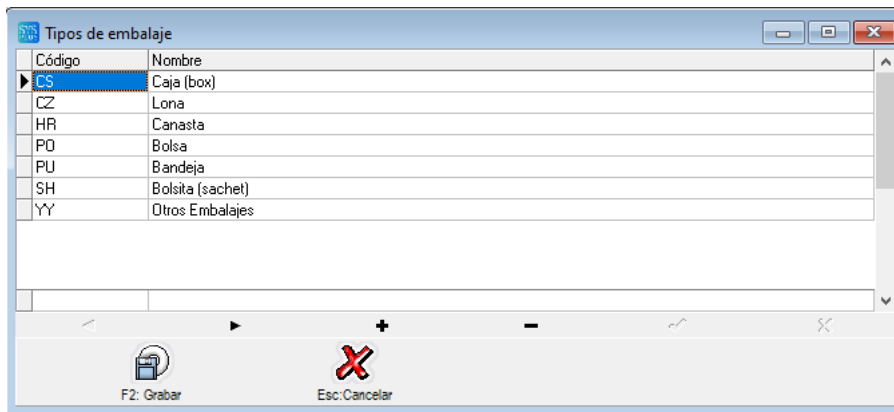 Tipos de embalaje
Código Nombre
CS Caja (box)
CZ Lona
HR Canasta
PO Bolsa
PU Bandeja
SH Bolsita (sachet)
YY Otros Embalajes
F2: Grabar Esc:Cancelar